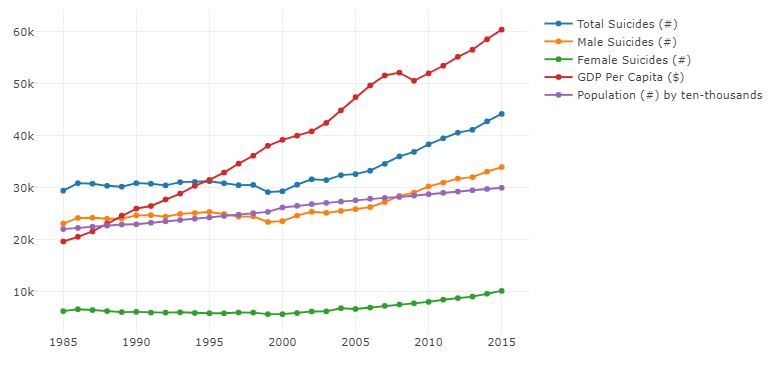 60k
50k
40k
30k
20k
10k
1985 1990 1995 2000 2005 2010 2015
Total Suicides (#)
Male Suicides (#)
Female Suicides (#)
GDP Per Capita ($)
Population (#) by ten-thousands